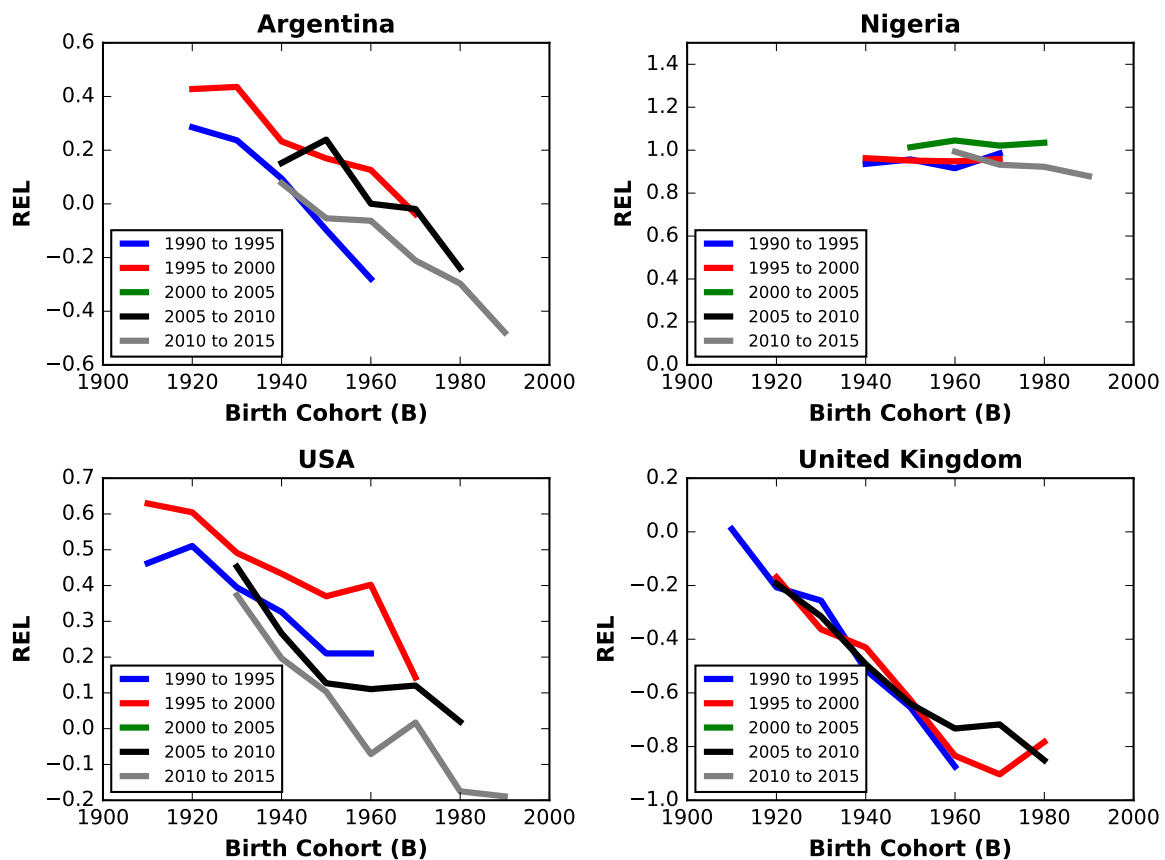 Argentina
REL
0.6
0.4
0.2
0.0
−0.2
−0.4
−0.6
1990 to 1995
1995 to 2000
2000 to 2005
2005 to 2010
2010 to 2015
1900 1920 1940 1960 1980 2000
Birth Cohort (B)
Nigeria
REL
1.4
1.2
1.0
0.8
0.6
0.4
0.2
0.0
1990 to 1995
1995 to 2000
2000 to 2005
2005 to 2010
2010 to 2015
1900 1920 1940 1960 1980 2000
Birth Cohort (B)
USA
REL
0.7
0.6
0.5
0.4
0.3
0.2
0.1
0.0
−0.1
−0.2
1990 to 1995
1995 to 2000
2000 to 2005
2005 to 2010
2010 to 2015
1900 1920 1940 1960 1980 2000
Birth Cohort (B)
United Kingdom
REL
0.2
0.0
−0.2
−0.4
−0.6
−0.8
−1.0
1990 to 1995
1995 to 2000
2000 to 2005
2005 to 2010
2010 to 2015
1900 1920 1940 1960 1980 2000
Birth Cohort (B)